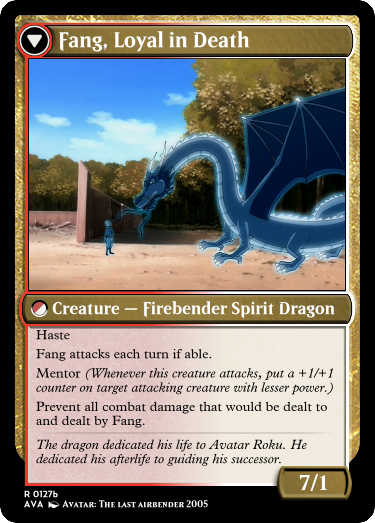 Fang, Loyal in Death
Creature — Firebender Spirit Dragon
Haste
Fang attacks each turn if able.
Mentor (Whenever this creature attacks, put a +1/+1
counter on target attacking creature with lesser power.)
Prevent all combat damage that would be dealt to
and dealt by Fang.
The dragon dedicated his life to Avatar Roku. He
dedicated his afterlife to guiding his successor.
7/1
R 0127b
AVA Avatar: The last airbender 2005